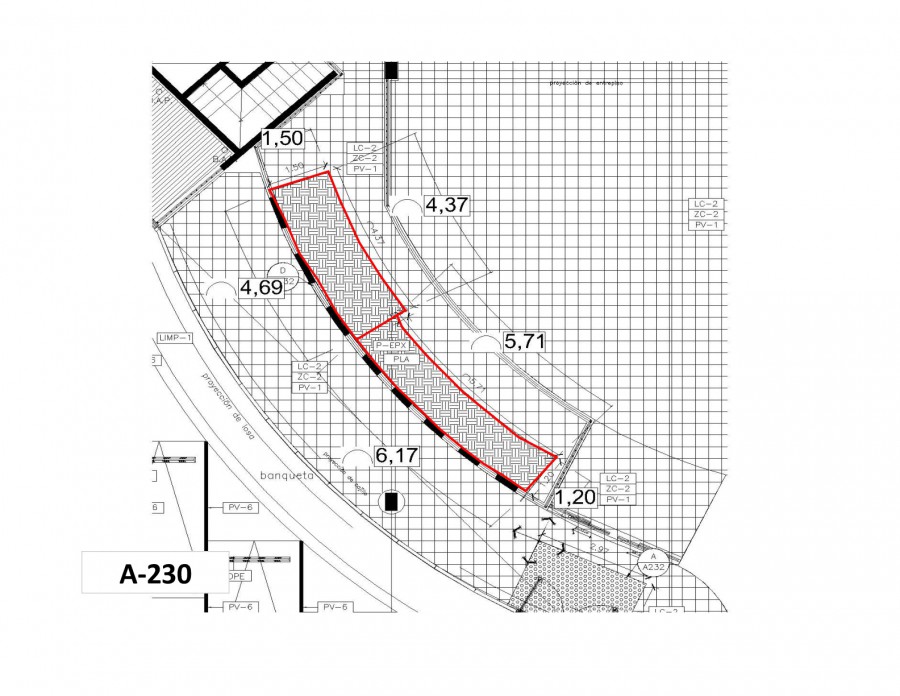 proyección de entrepiso
.A.P.
1,50
1.50
LC-2
ZC-2
PV-1
4,37
4.37
LC-2
ZC-2
PV-1
D
4,69
LIMP-1
5,71
P-EPX
PLA
LC-2
ZC-2
PV-1
5.71
proyección de losa
6,17
banqueta
1.20
1,20
LC-2
ZC-2
PV-1
6
PV-6
2.97
A
A232
A-230
OPE
PV-6
PV-6
LC-2